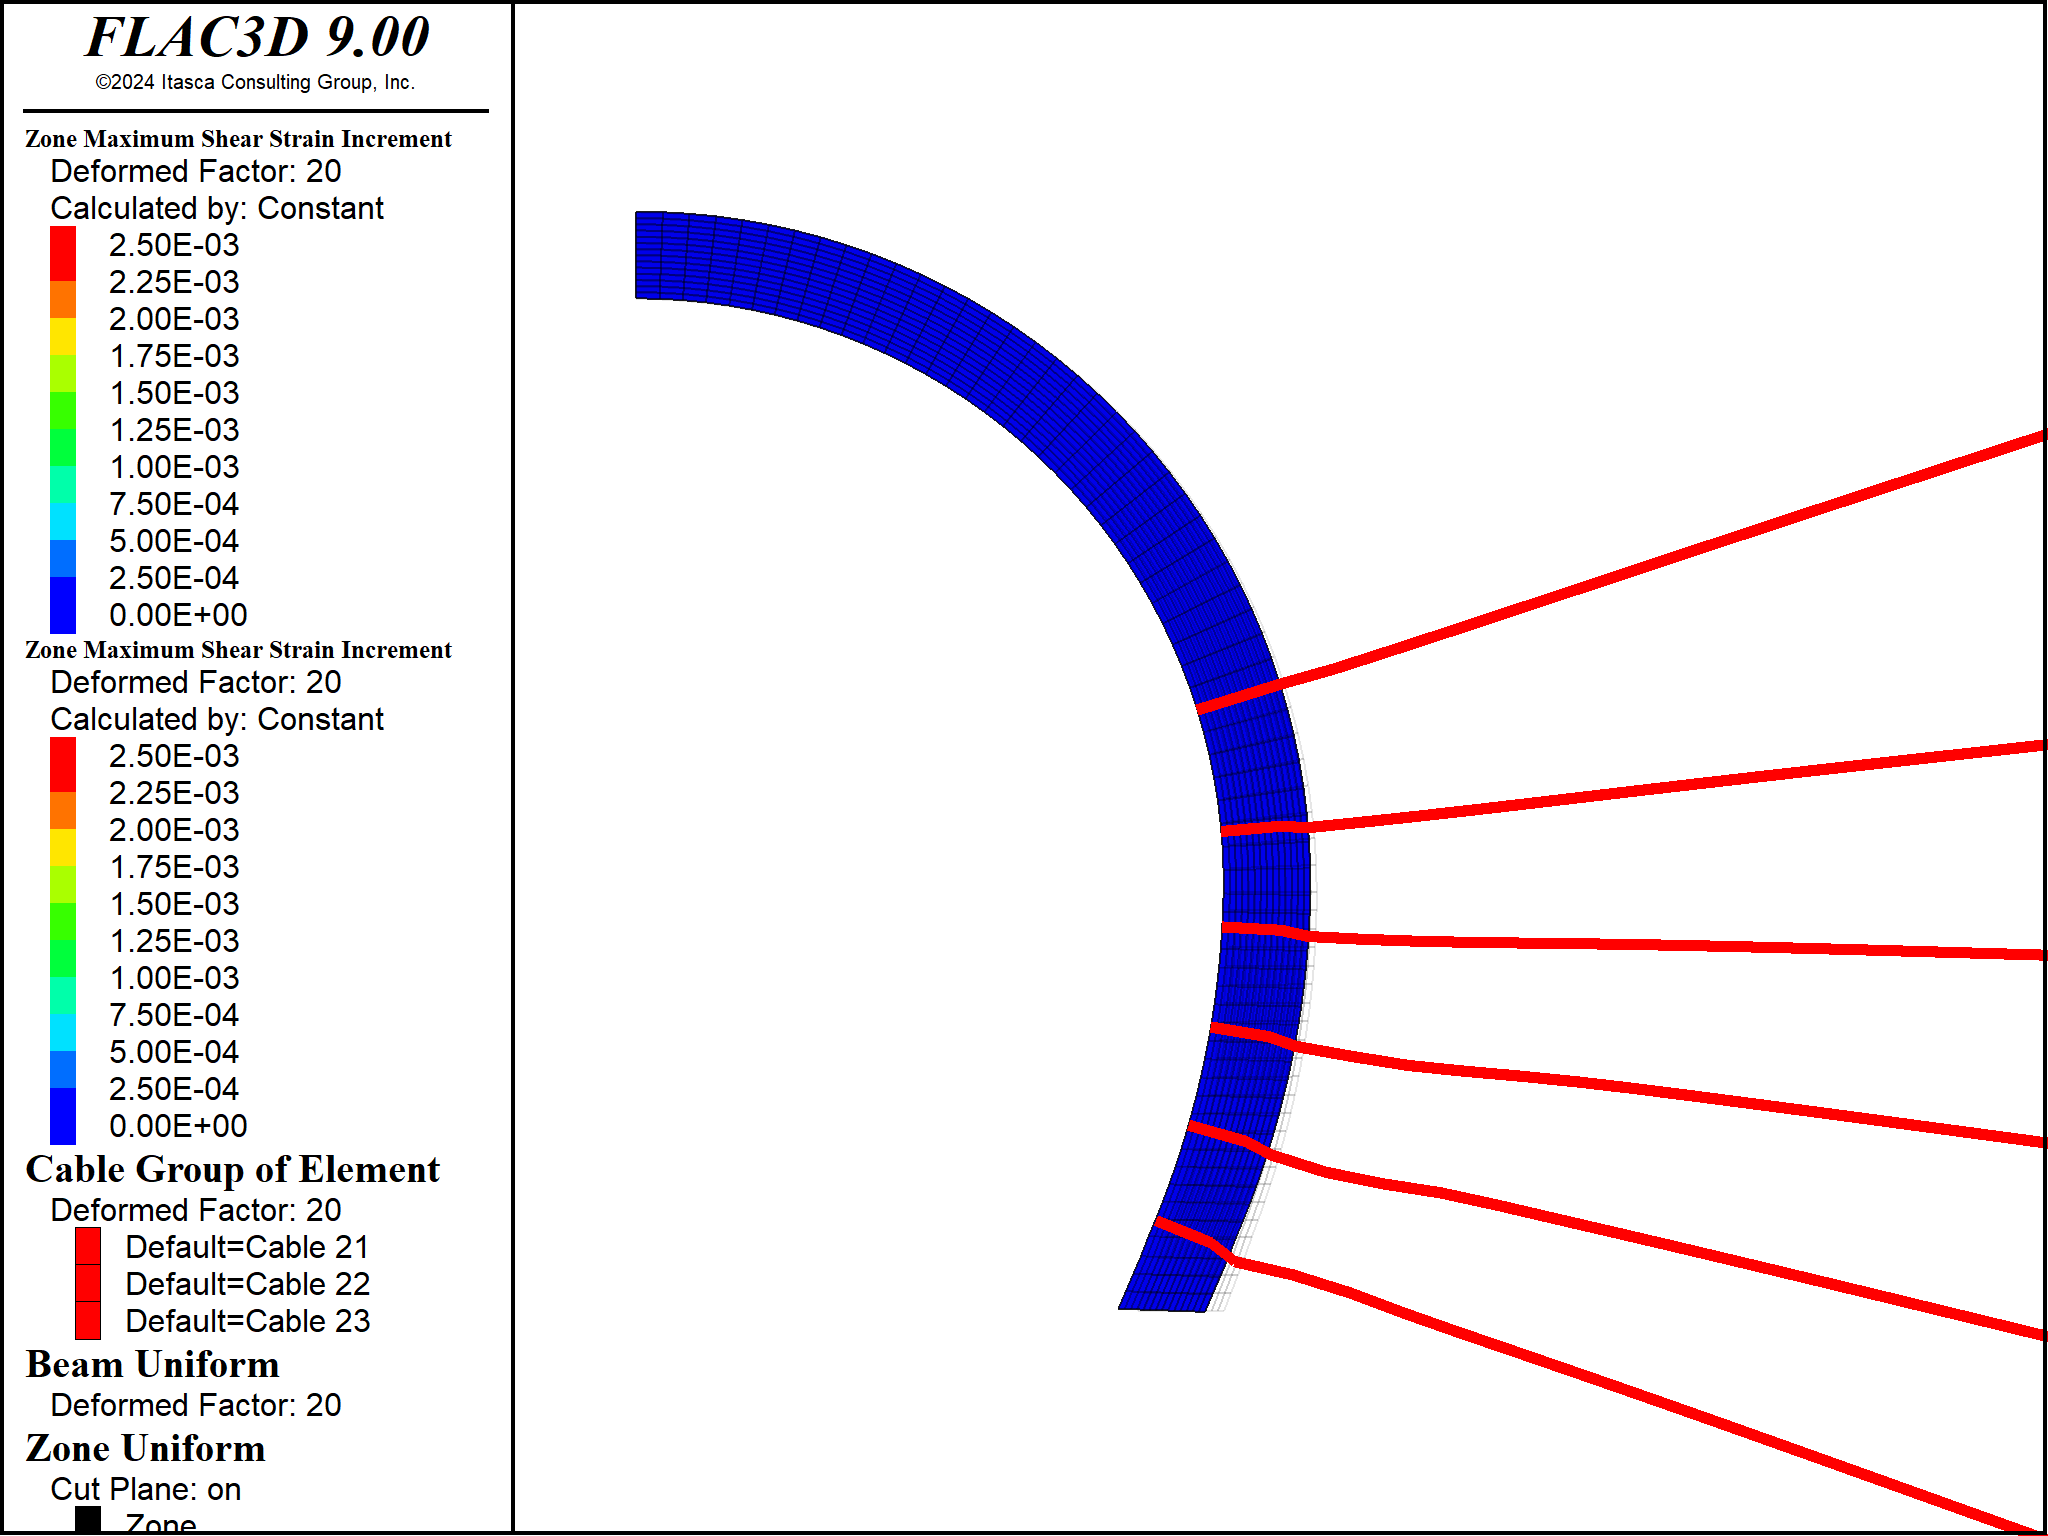 FLAC3D 9.00
©2024 Itasca Consulting Group, Inc.
Zone Maximum Shear Strain Increment
Deformed Factor: 20
Calculated by: Constant
2.50E-03
2.25E-03
2.00E-03
1.75E-03
1.50E-03
1.25E-03
1.00E-03
7.50E-04
5.00E-04
2.50E-04
0.00E+00
Zone Maximum Shear Strain Increment
Deformed Factor: 20
Calculated by: Constant
2.50E-03
2.25E-03
2.00E-03
1.75E-03
1.50E-03
1.25E-03
1.00E-03
7.50E-04
5.00E-04
2.50E-04
0.00E+00
Cable Group of Element
Deformed Factor: 20
Default=Cable 21
Default=Cable 22
Default=Cable 23
Beam Uniform
Deformed Factor: 20
Zone Uniform
Cut Plane: on
Zone